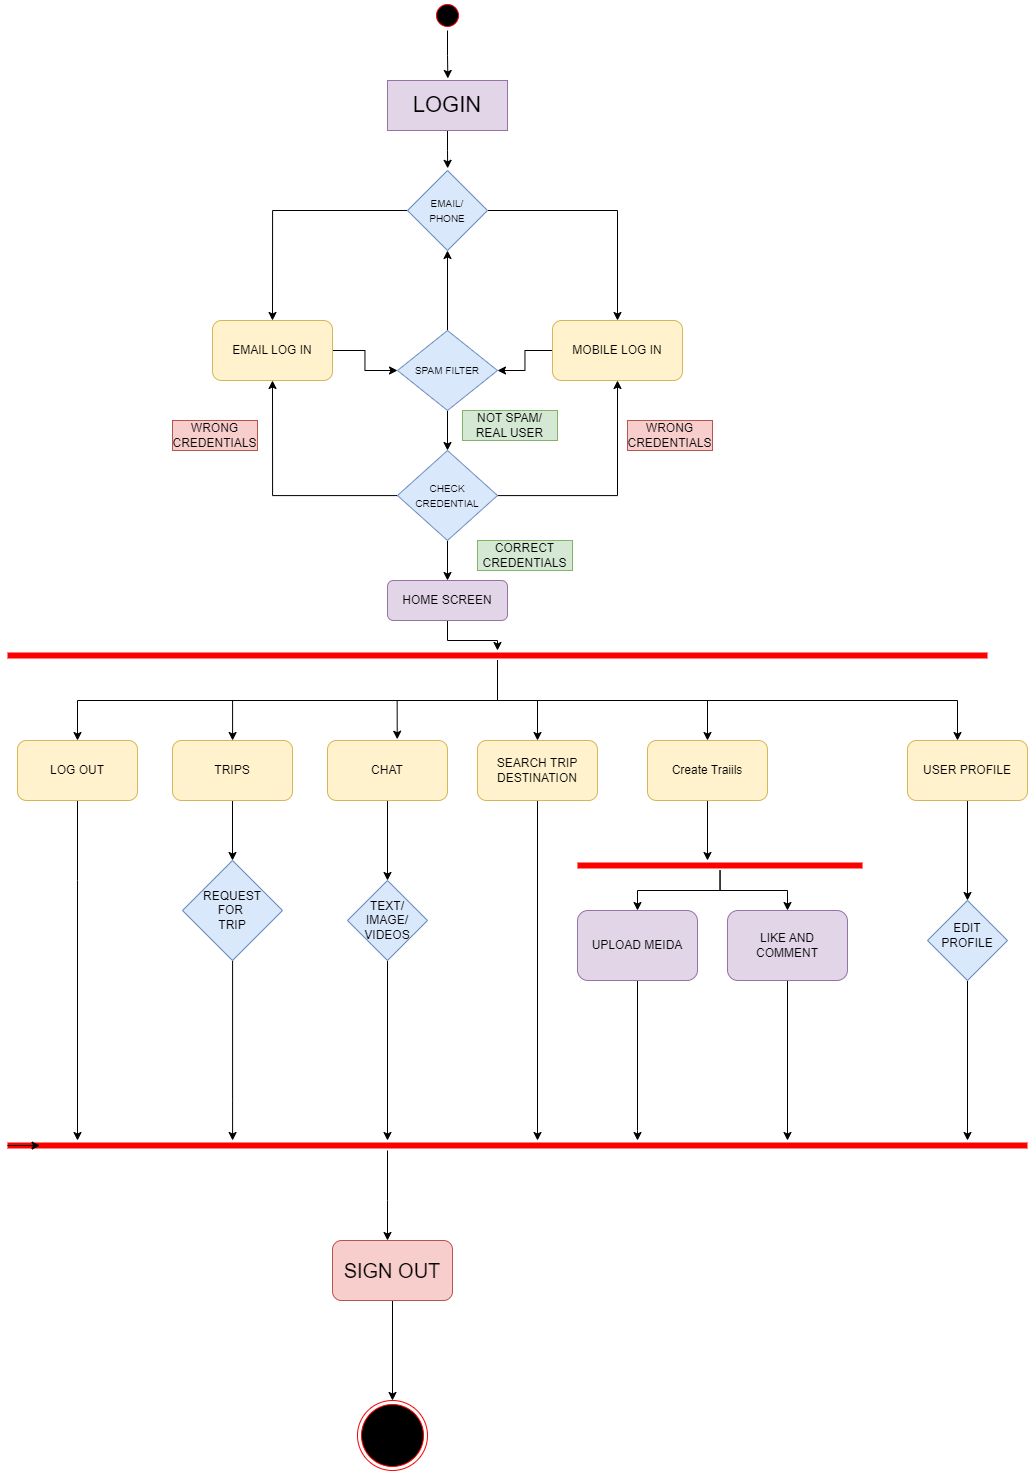 LOGIN
EMAIL/
PHONE
EMAIL LOG IN
SPAM FILTER
MOBILE LOG IN
WRONG
CREDENTIALS
NOT SPAM/
REAL USER
WRONG
CREDENTIALS
CHECK
CREDENTIAL
CORRECT
CREDENTIALS
HOME SCREEN
LOG OUT
TRIPS
CHAT
SEARCH TRIP
DESTINATION
Create Traiils
USER PROFILE
REQUEST
FOR
TRIP
TEXT/
IMAGE/
VIDEOS
UPLOAD MEIDA
LIKE AND
COMMENT
EDIT
PROFILE
SIGN OUT